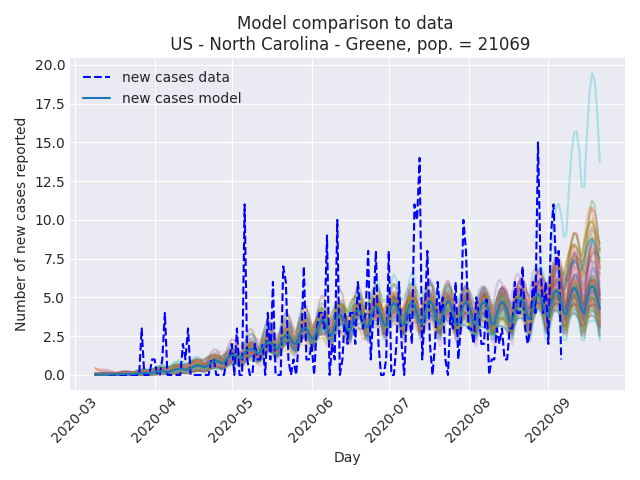 Model comparison to data
US - North Carolina - Greene, pop. = 21069
new cases data
new cases model
Number of new cases reported
20.0
17.5
15.0
12.5
10.0
7.5
5.0
2.5
0.0
2020-03
2020-04
2020-05
2020-06
2020-07
2020-08
2020-09
Day